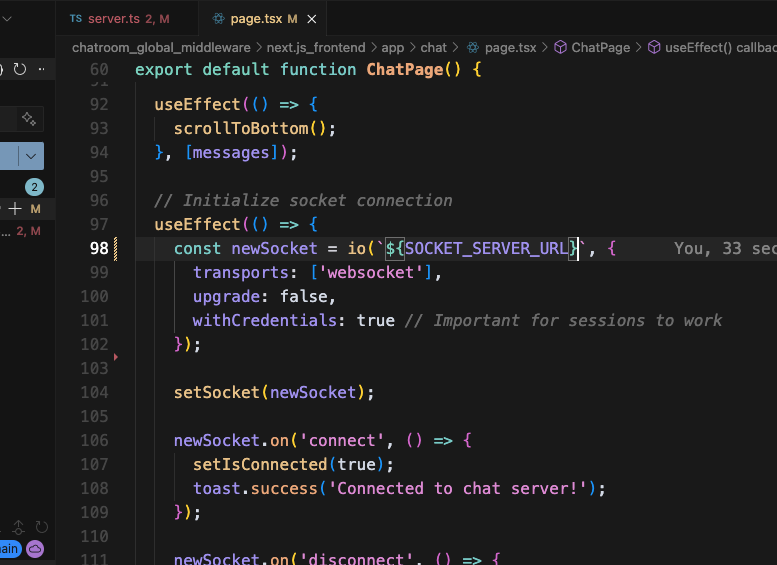 TS server.ts 2, M page.tsx M ×
chatroom_global_middleware > next.js_frontend > app > chat > page.tsx > ChatPage > useEffect() callbac
60 export default function ChatPage() {
91
92 useEffect(() => {
93 scrollToBottom();
94 }, [messages]);
95
96 // Initialize socket connection
97 useEffect(() => {
98 const newSocket = io(`${SOCKET_SERVER_URL}`, { You, 33 sec
99 transports: ['websocket'],
100 upgrade: false,
101 withCredentials: true // Important for sessions to work
102 });
103
104 setSocket(newSocket);
105
106 newSocket.on('connect', () => {
107 setIsConnected(true);
108 toast.success('Connected to chat server!');
109 });
110
111 newSocket.on('disconnect', () => {
2
M
... 2, M
ain